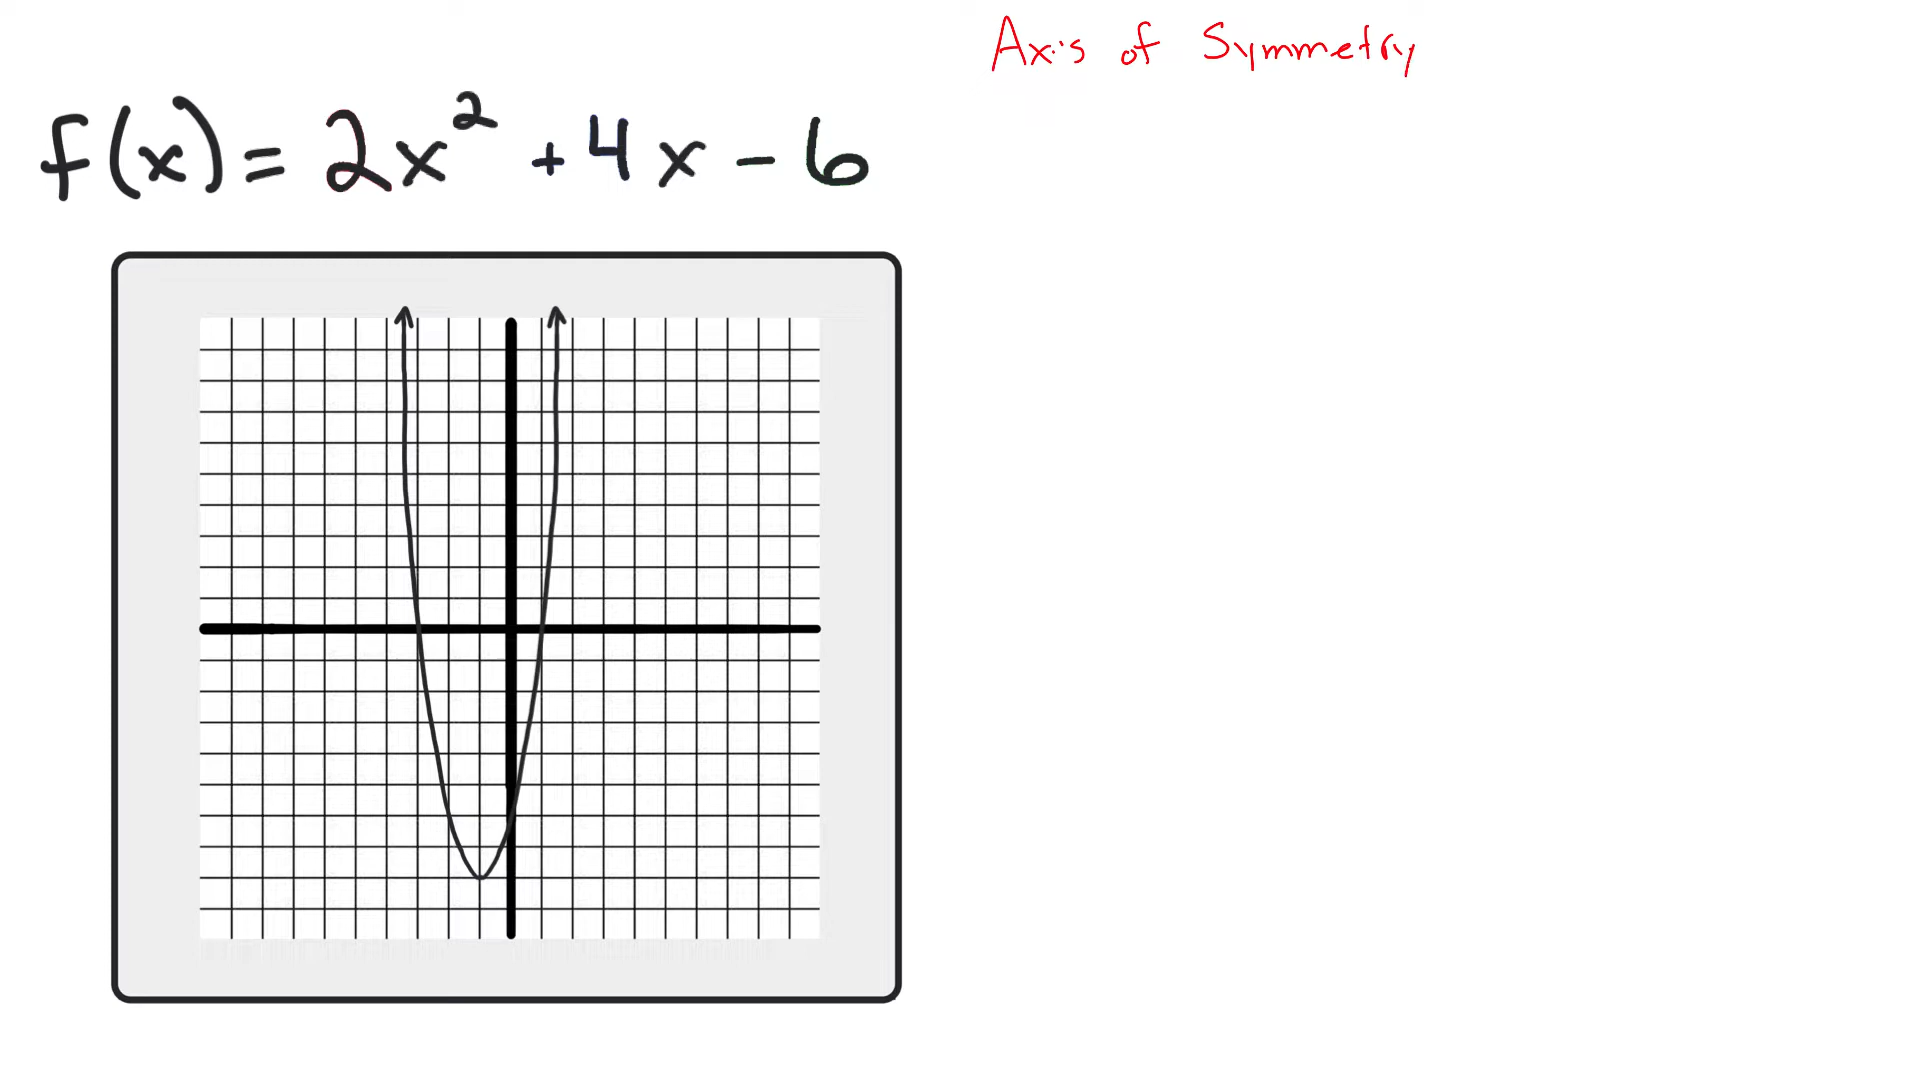 Axis of Symmetry
f(x) = 2x² + 4x - 6